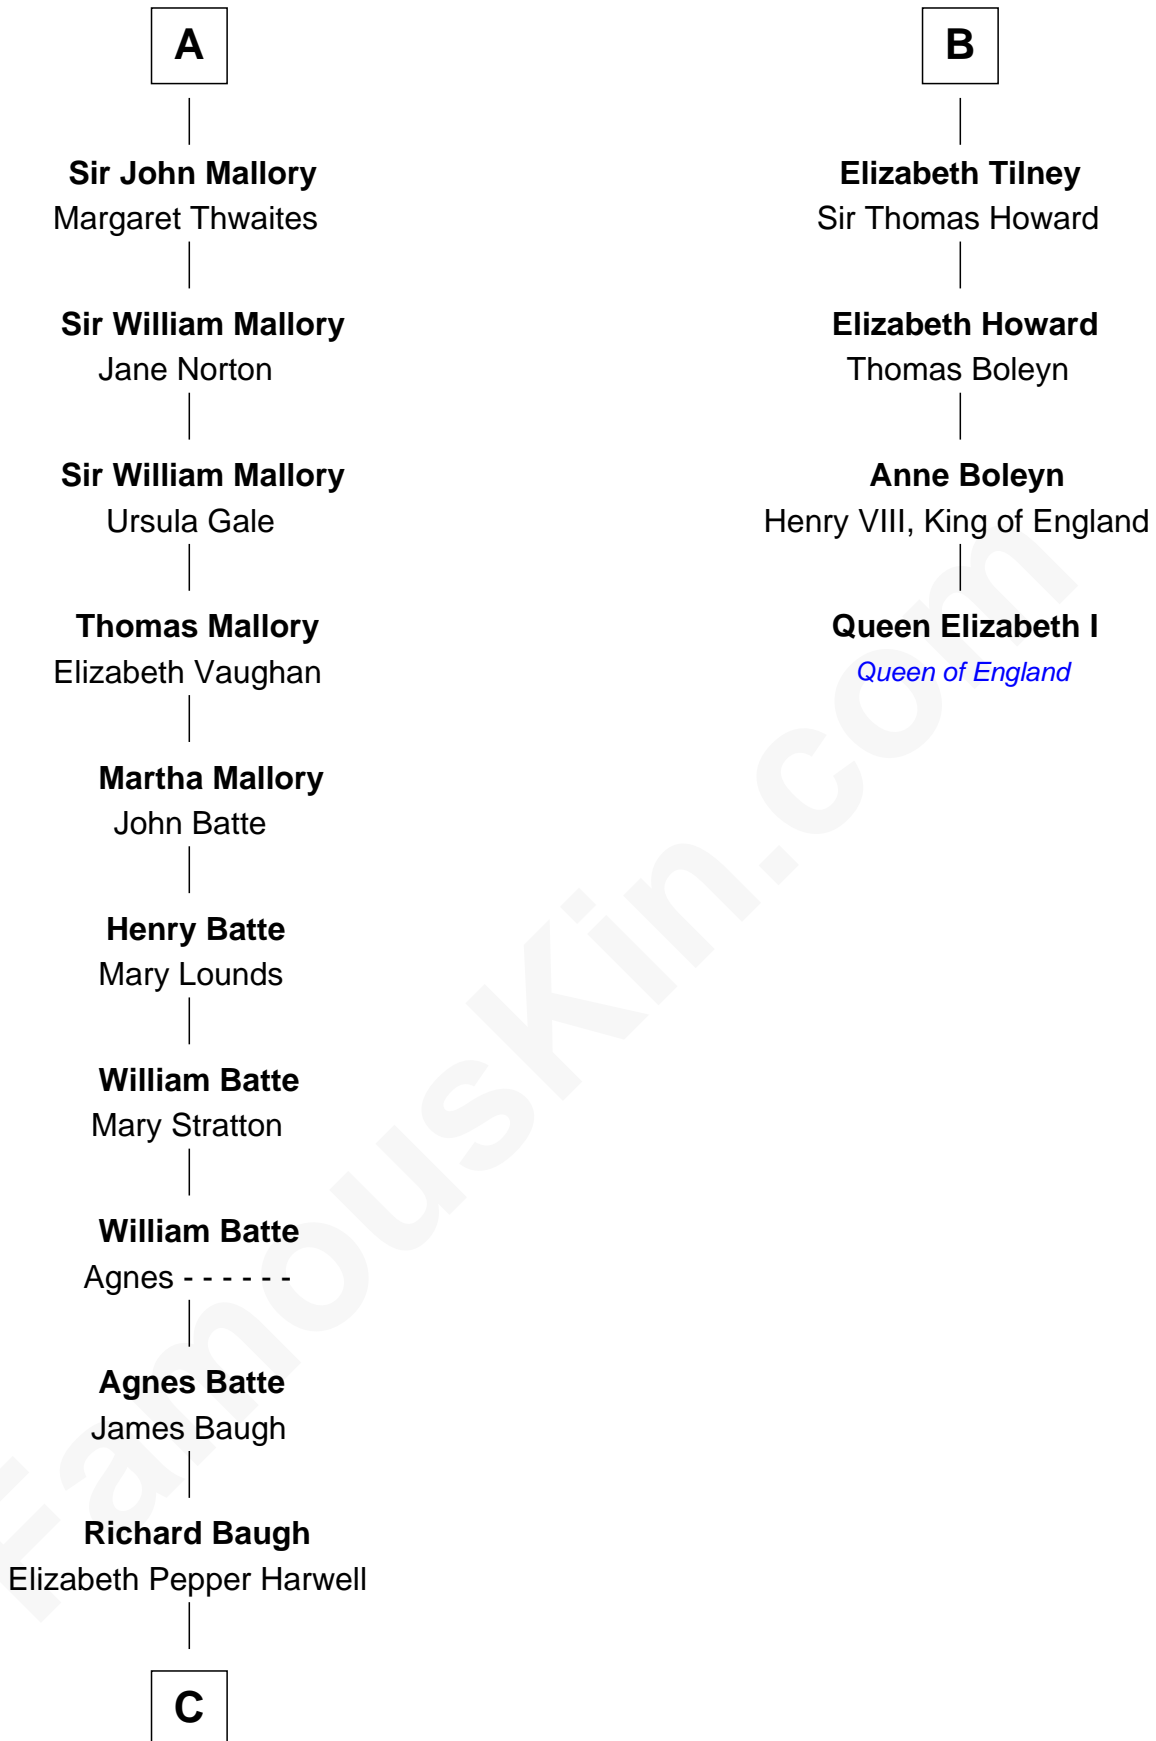 A
Sir John Mallory
Margaret Thwaites
Sir William Mallory
Jane Norton
Sir William Mallory
Ursula Gale
Thomas Mallory
Elizabeth Vaughan
Martha Mallory
John Batte
Henry Batte
Mary Lounds
William Batte
Mary Stratton
William Batte
Agnes - - - - - -
Agnes Batte
James Baugh
Richard Baugh
Elizabeth Pepper Harwell
C
B
Elizabeth Tilney
Sir Thomas Howard
Elizabeth Howard
Thomas Boleyn
Anne Boleyn
Henry VIII, King of England
Queen Elizabeth I
Queen of England
FamousKin.com